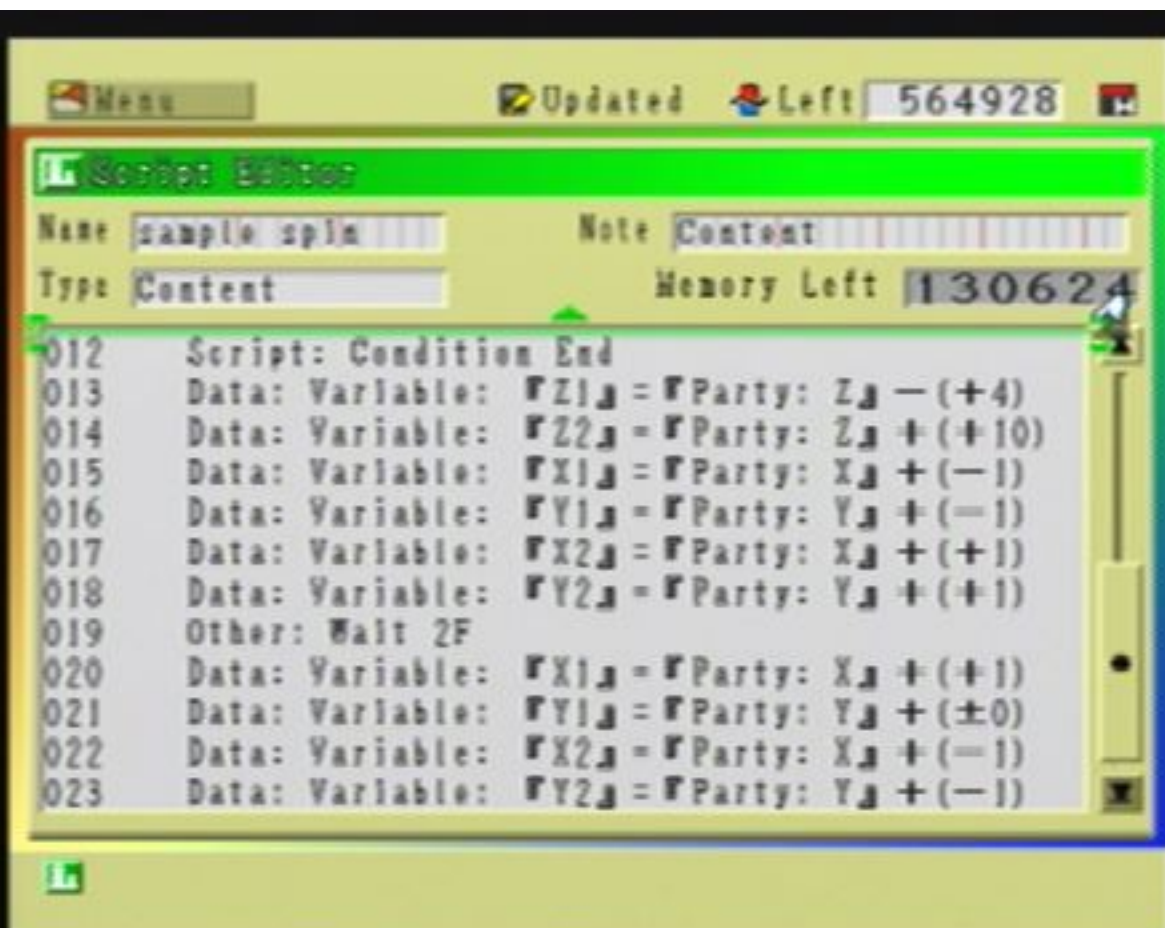 Menu Updated Left 564928
Script Editor
Name sample spin Note Content
Type Content Memory Left 130624
012 Script: Condition End
013 Data: Variable: 『Z1』=『Party: Z』-(+4)
014 Data: Variable: 『Z2』=『Party: Z』+(+10)
015 Data: Variable: 『X1』=『Party: X』+(-1)
016 Data: Variable: 『Y1』=『Party: Y』+(-1)
017 Data: Variable: 『X2』=『Party: X』+(+1)
018 Data: Variable: 『Y2』=『Party: Y』+(+1)
019 Other: Wait 2F
020 Data: Variable: 『X1』=『Party: X』+(+1)
021 Data: Variable: 『Y1』=『Party: Y』+(±0)
022 Data: Variable: 『X2』=『Party: X』+(-1)
023 Data: Variable: 『Y2』=『Party: Y』+(-1)
L